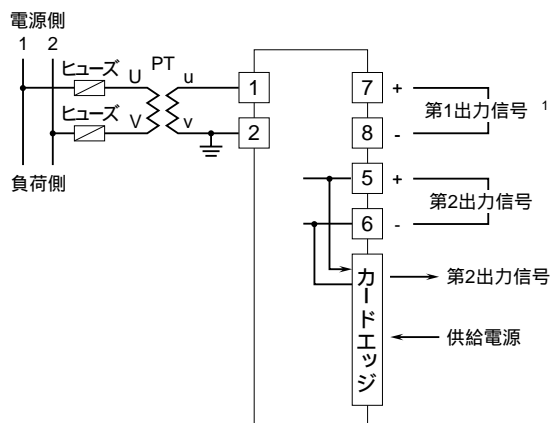 電源側
1 2
ヒューズ
U
PT
u
1
7
+
第1出力信号 1
ヒューズ
V
v
2
8
-
負荷側
5
+
第2出力信号
6
-
カードエッジ
第2出力信号
供給電源